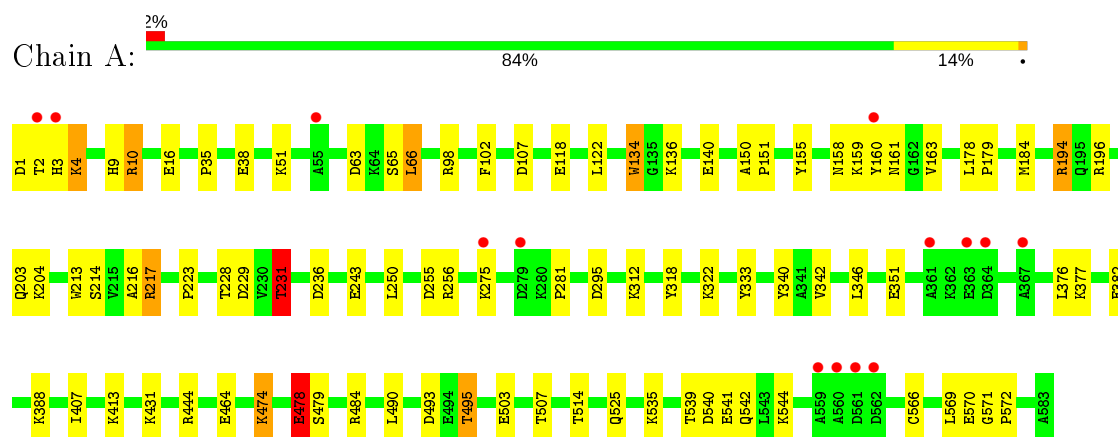 2%
Chain A:
84%
14%
•
D1 T2 H3 K4 H9 R10 E16 P35 E38 K51 A55 D63 K64 S65 L66 R98 F102 D107 E118 L122 W134 G135 K136 E140 A150 P151 Y155 N158 K159 Y160 N161 G162 V163 L178 P179 M184 R194 Q195 R196
Q203 K204 W213 S214 V215 A216 R217 P223 T228 D229 V230 T231 D236 E243 L250 D255 R256 K275 D279 K280 P281 D295 K312 Y318 K322 Y333 Y340 A341 V342 L346 E351 A361 K362 E363 D364 A367 L376 K377
K388 I407 K413 K431 R444 E464 K474 E478 S479 R484 L490 D493 E494 T495 E503 T507 T514 Q525 K535 T539 D540 E541 Q542 L543 K544 A559 A560 D561 D562 C566 L569 E570 G571 P572 A583